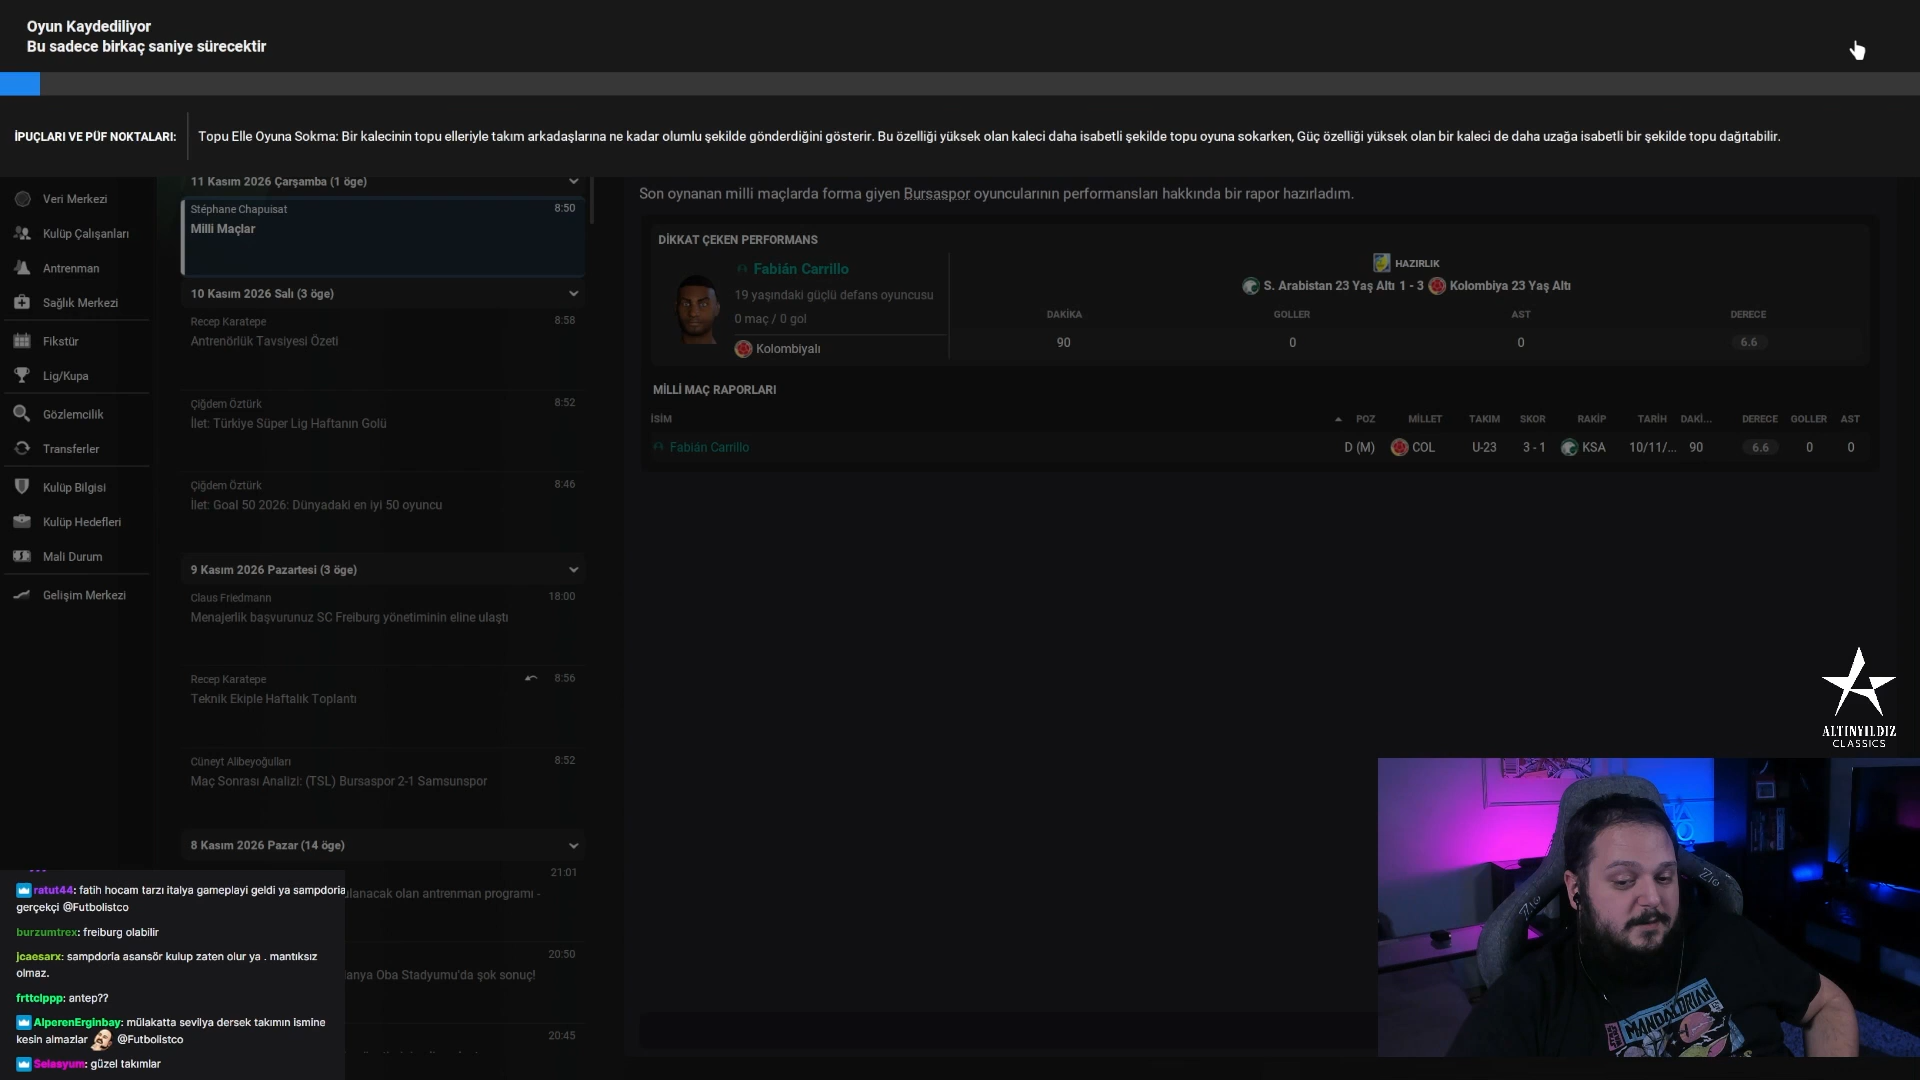 Oyun Kaydediliyor
Bu sadece birkaç saniye sürecektir
İPUÇLARI VE PÜF NOKTALARI:
Topu Elle Oyuna Sokma: Bir kalecinin topu elleriyle takım arkadaşlarına ne kadar olumlu şekilde gönderdiğini gösterir. Bu özelliği yüksek olan kaleci daha isabetli şekilde topu oyuna sokarken, Güç özelliği yüksek olan bir kaleci de daha uzağa isabetli bir şekilde topu dağıtabilir.
Veri Merkezi
Kulüp Çalışanları
Antrenman
Sağlık Merkezi
Fikstür
Lig/Kupa
Gözlemcilik
Transferler
Kulüp Bilgisi
Kulüp Hedefleri
Mali Durum
Gelişim Merkezi
11 Kasım 2026 Çarşamba (1 öge)
Stéphane Chapuisat 8:50
Milli Maçlar
10 Kasım 2026 Salı (3 öge)
Recep Karatepe 8:58
Antrenörlük Tavsiyesi Özeti
Çiğdem Öztürk 8:52
İlet: Türkiye Süper Lig Haftanın Golü
Çiğdem Öztürk 8:46
İlet: Goal 50 2026: Dünyadaki en iyi 50 oyuncu
9 Kasım 2026 Pazartesi (3 öge)
Claus Friedmann 18:00
Menajerlik başvurunuz SC Freiburg yönetiminin eline ulaştı
Recep Karatepe 8:56
Teknik Ekiple Haftalık Toplantı
Cüneyt Alibeyoğulları 8:52
Maç Sonrası Analizi: (TSL) Bursaspor 2-1 Samsunspor
8 Kasım 2026 Pazar (14 öge)
21:01
ulanacak olan antrenman programı -
20:50
lanya Oba Stadyumu'da şok sonuç!
20:45
Son oynanan milli maçlarda forma giyen Bursaspor oyuncularının performansları hakkında bir rapor hazırladım.
DİKKAT ÇEKEN PERFORMANS
Fabián Carrillo
19 yaşındaki güçlü defans oyuncusu
0 maç / 0 gol
Kolombiyalı
HAZIRLIK
S. Arabistan 23 Yaş Altı 1 - 3 Kolombiya 23 Yaş Altı
DAKİKA GOLLER AST DERECE
90 0 0 6.6
MİLLİ MAÇ RAPORLARI
İSİM POZ MİLLET TAKIM SKOR RAKİP TARİH DAKİ... DERECE GOLLER AST
Fabián Carrillo D (M) COL U-23 3 - 1 KSA 10/11/... 90 6.6 0 0
ALTINYILDIZ
CLASSICS
ratut44: fatih hocam tarzı italya gameplayi geldi ya sampdoria
gerçekçi @Futbolistco
burzumtrex: freiburg olabilir
jcaesarx: sampdoria asansör kulup zaten olur ya . mantıksız
olmaz.
frttclppp: antep??
AlperenErginbay: mülakatta sevilya dersek takımın ismine
kesin almazlar @Futbolistco
Selasyum: güzel takımlar
MANDALORIAN